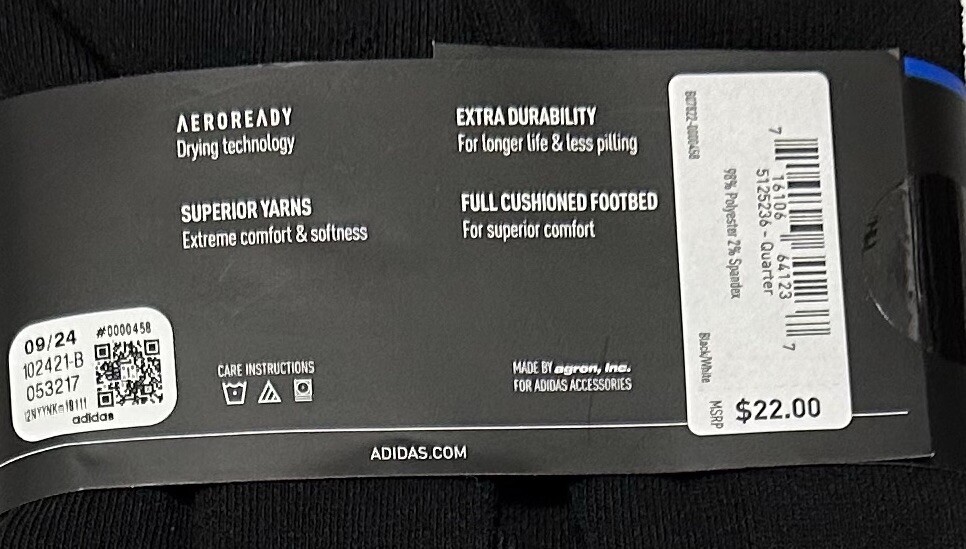 AEROREADY
Drying technology
EXTRA DURABILITY
For longer life & less pilling
SUPERIOR YARNS
Extreme comfort & softness
FULL CUSHIONED FOOTBED
For superior comfort
09/24
#0000458
102421-B
053217
adidas
CARE INSTRUCTIONS
MADE BY agron, Inc.
FOR ADIDAS ACCESSORIES
ADIDAS.COM
7 16106 64123 7
5125236 - Quarter
98% Polyester 2% Spandex
Black/White
MSRP $22.00